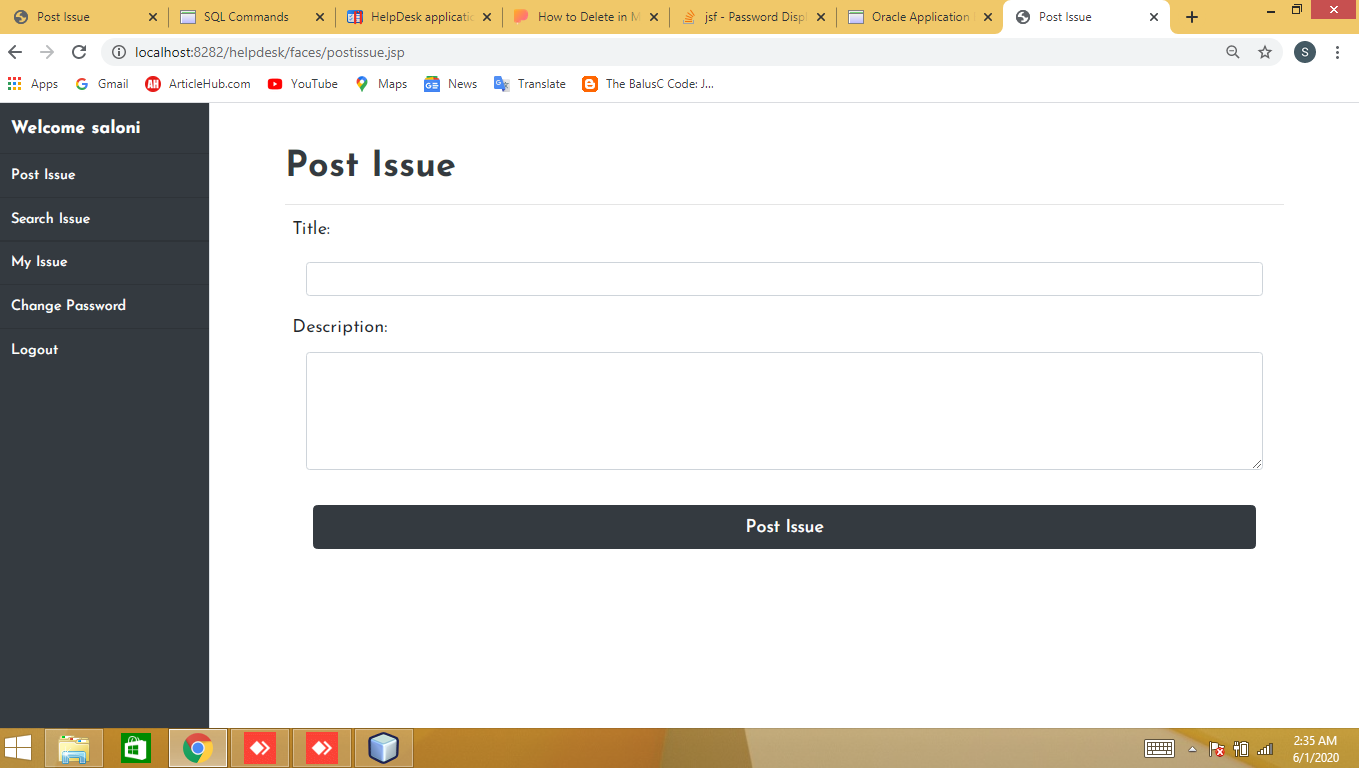 Post Issue
SQL Commands
HelpDesk applicatio
How to Delete in M
jsf - Password Displ
Oracle Application
Post Issue
localhost:8282/helpdesk/faces/postissue.jsp
S
Apps
Gmail
AH ArticleHub.com
YouTube
Maps
GE News
Translate
The BalusC Code: J...
Welcome saloni
Post Issue
Search Issue
My Issue
Change Password
Logout
Post Issue
Title:
Description:
Post Issue
2:35 AM
6/1/2020